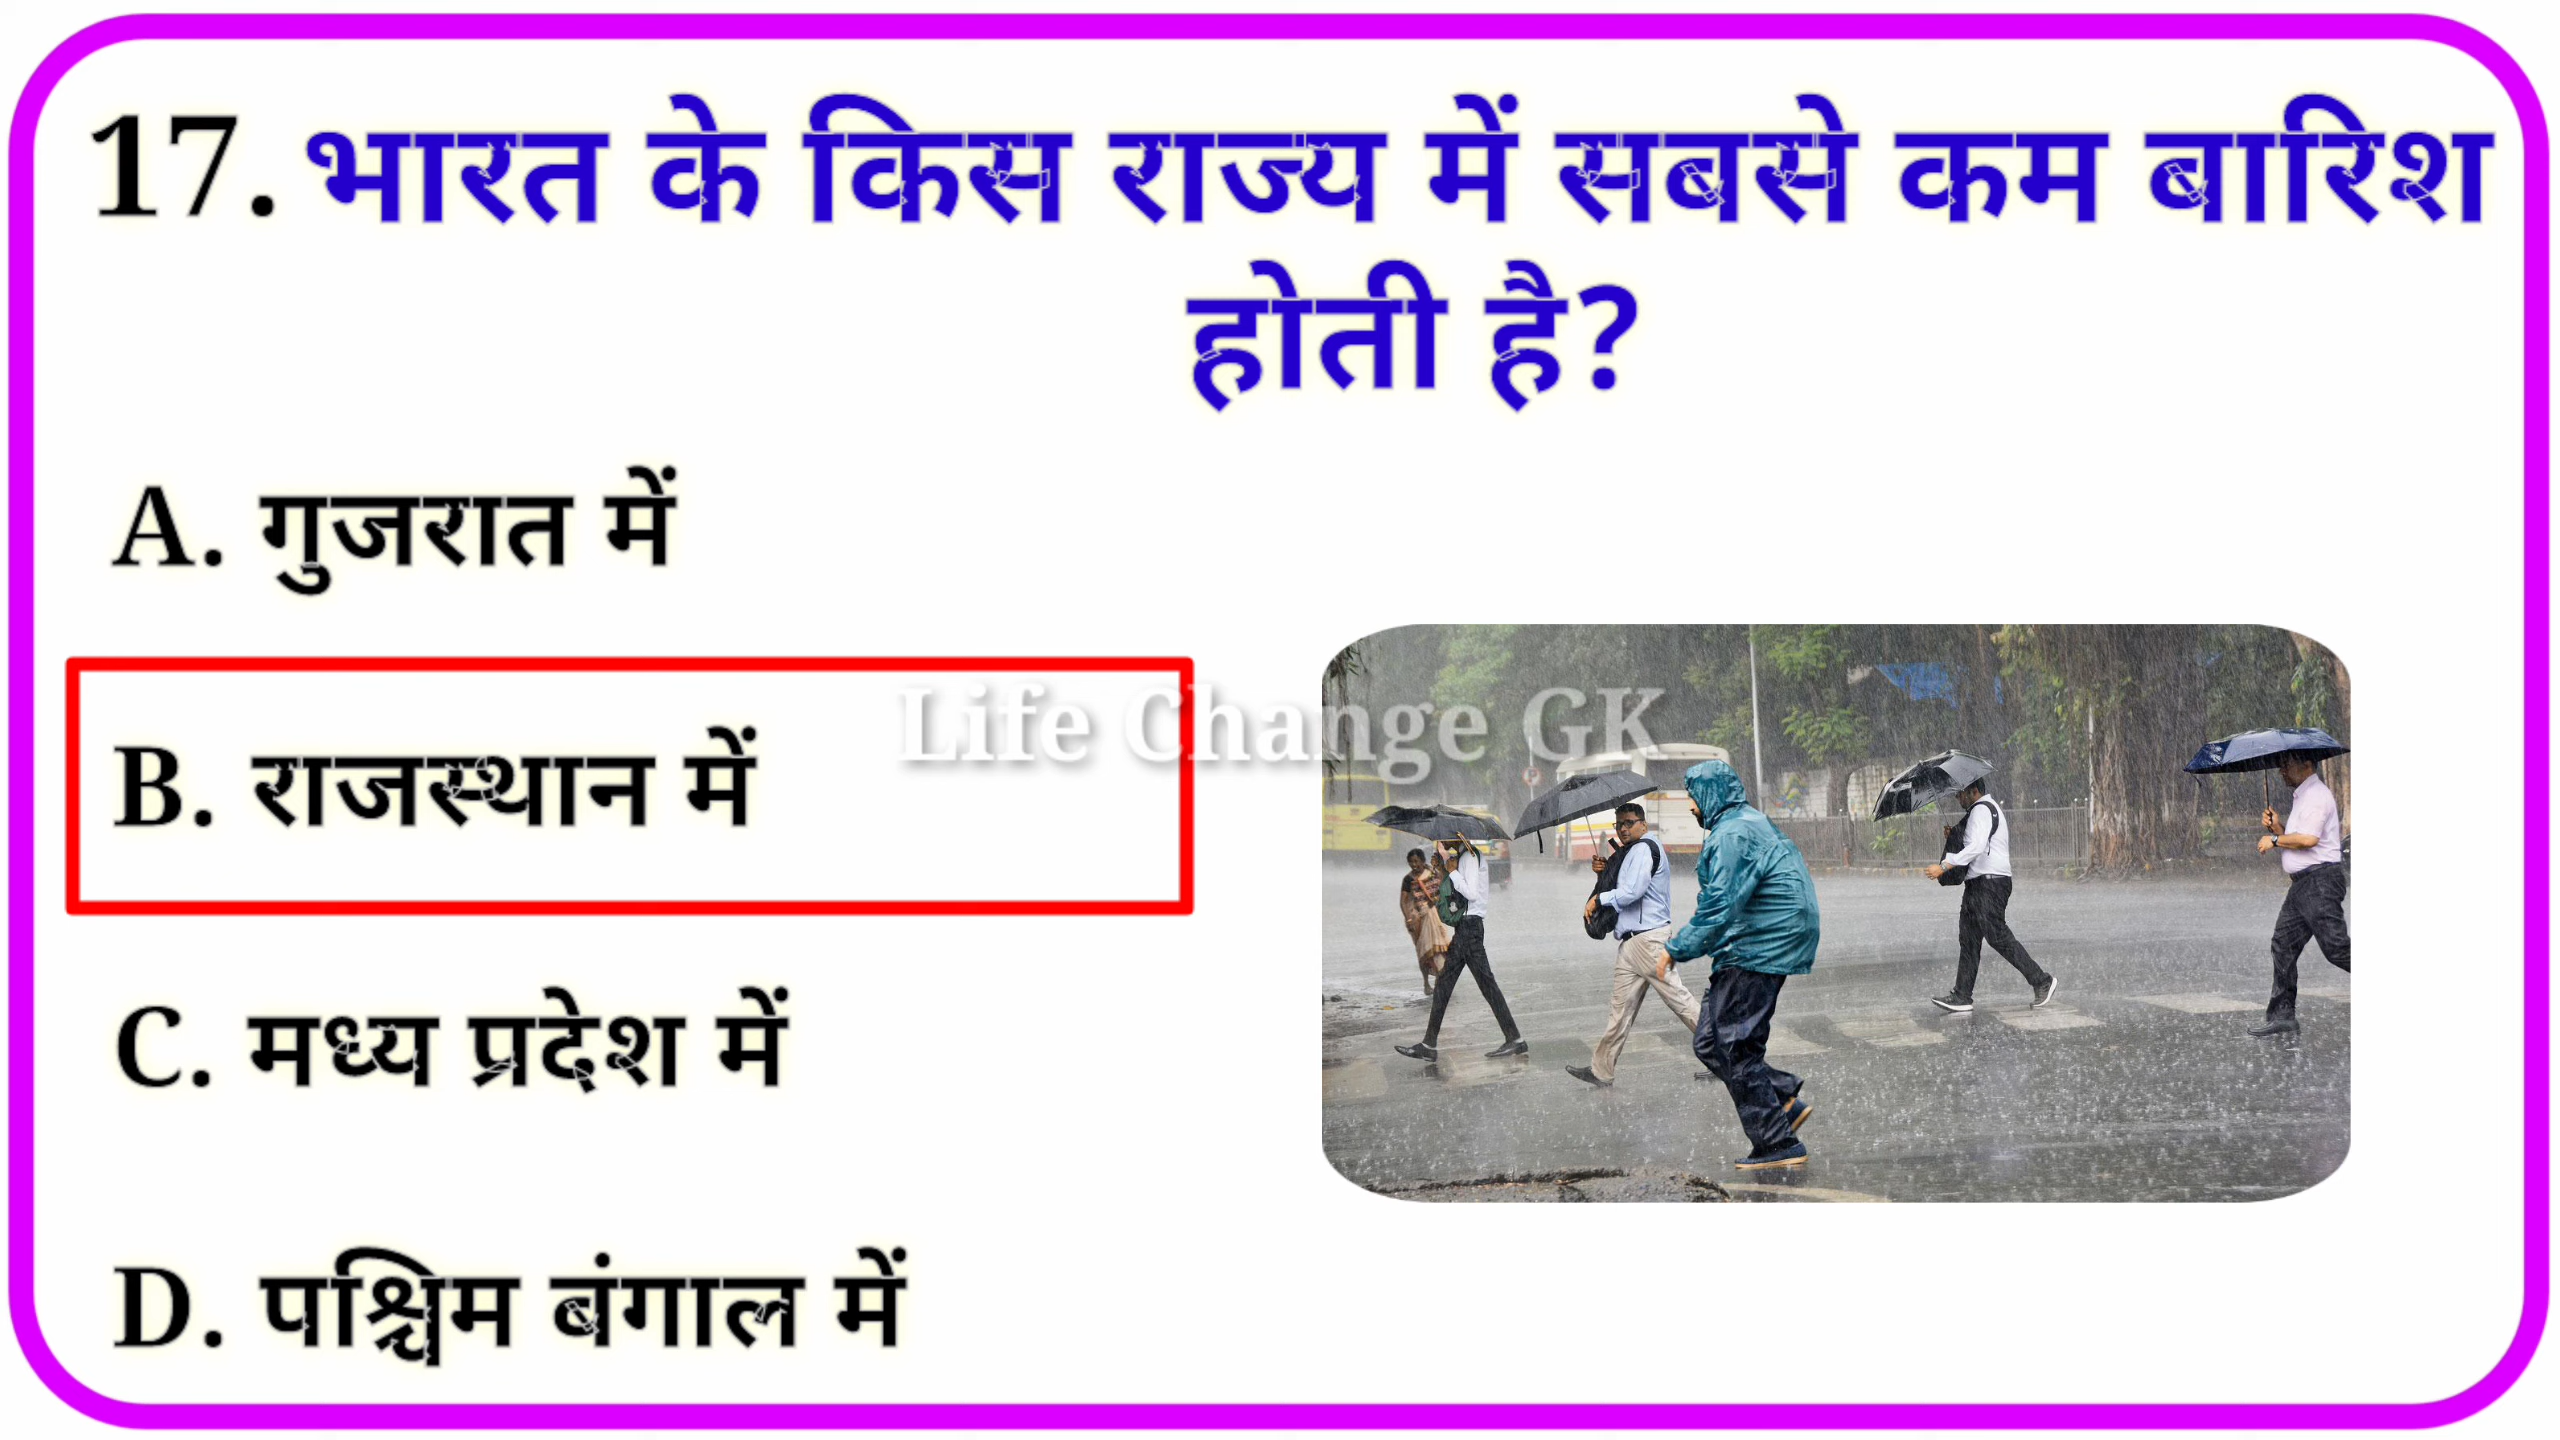 17. भारत के किस राज्य में सबसे कम बारिश
होती है?
A. गुजरात में
B. राजस्थान में
Life Change GK
C. मध्य प्रदेश में
D. पश्चिम बंगाल में